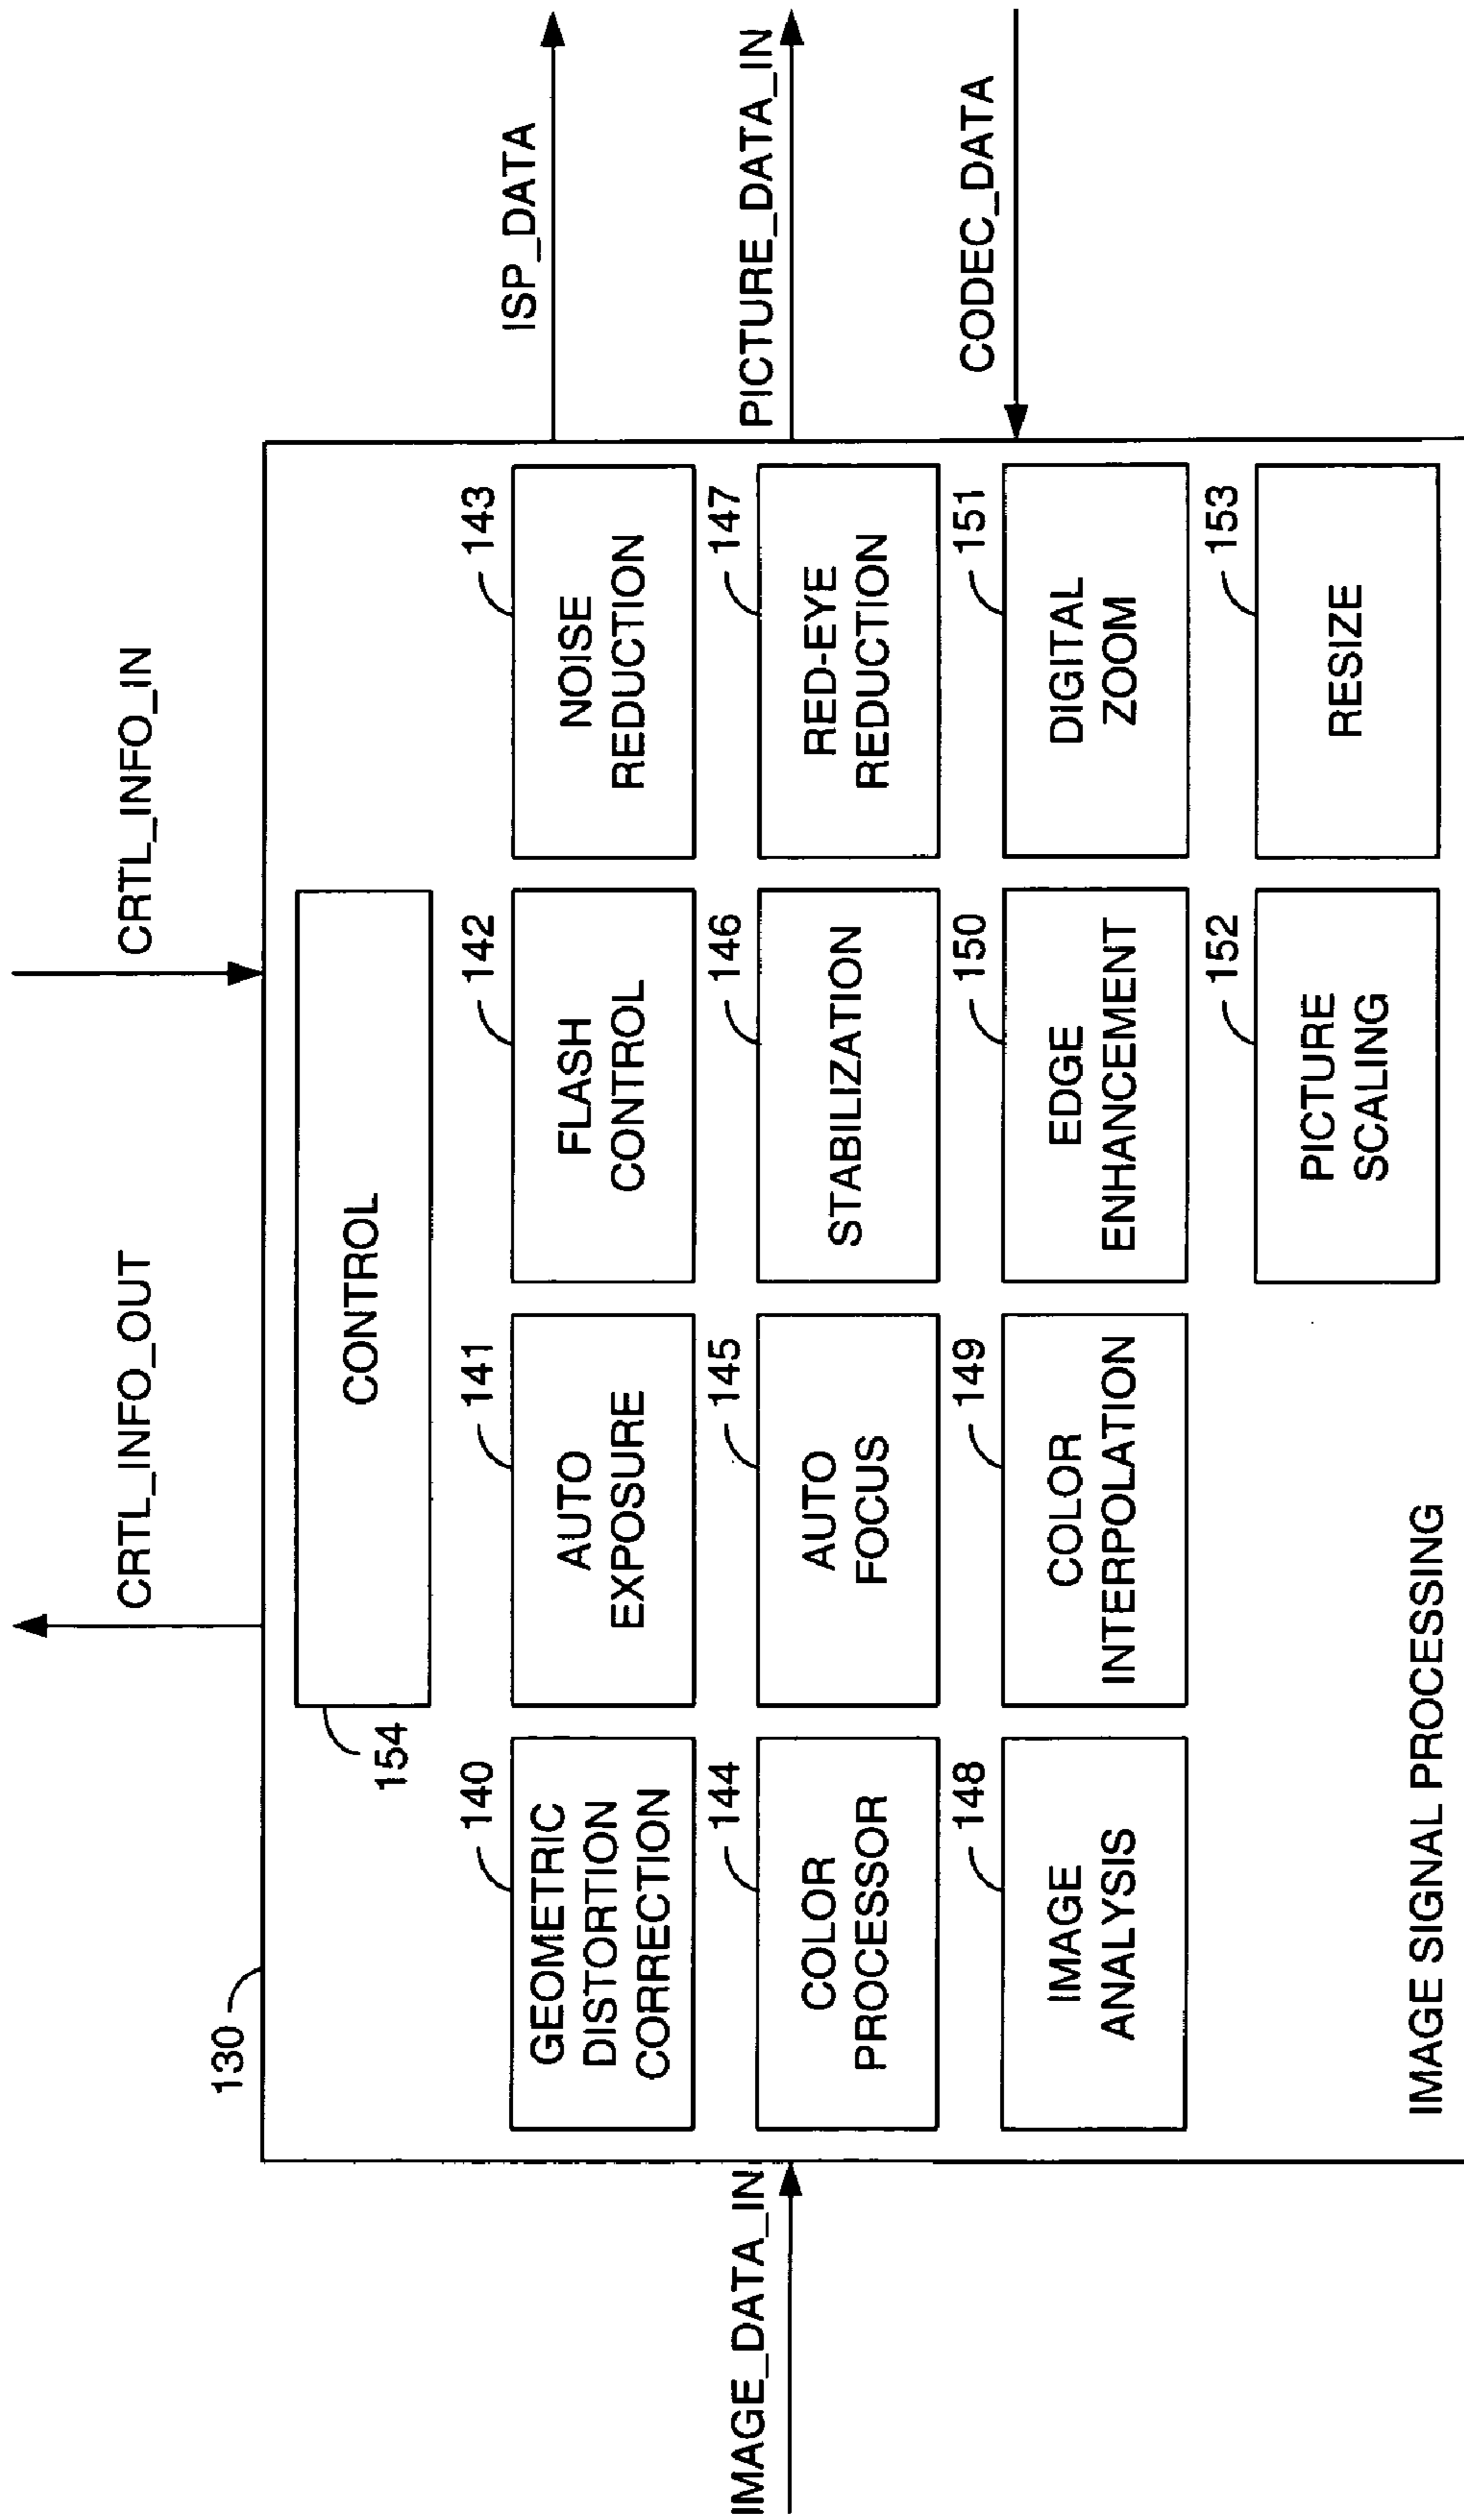 CRTL_INFO_OUT
CRTL_INFO_IN
130
154
CONTROL
ISP_DATA
140
141
142
143
GEOMETRIC
DISTORTION
CORRECTION
AUTO
EXPOSURE
FLASH
CONTROL
NOISE
REDUCTION
IMAGE_DATA_IN
PICTURE_DATA_IN
144
145
146
147
COLOR
PROCESSOR
AUTO
FOCUS
STABILIZATION
RED-EYE
REDUCTION
CODEC_DATA
148
149
150
151
IMAGE
ANALYSIS
COLOR
INTERPOLATION
EDGE
ENHANCEMENT
DIGITAL
ZOOM
152
153
PICTURE
SCALING
RESIZE
IMAGE SIGNAL PROCESSING